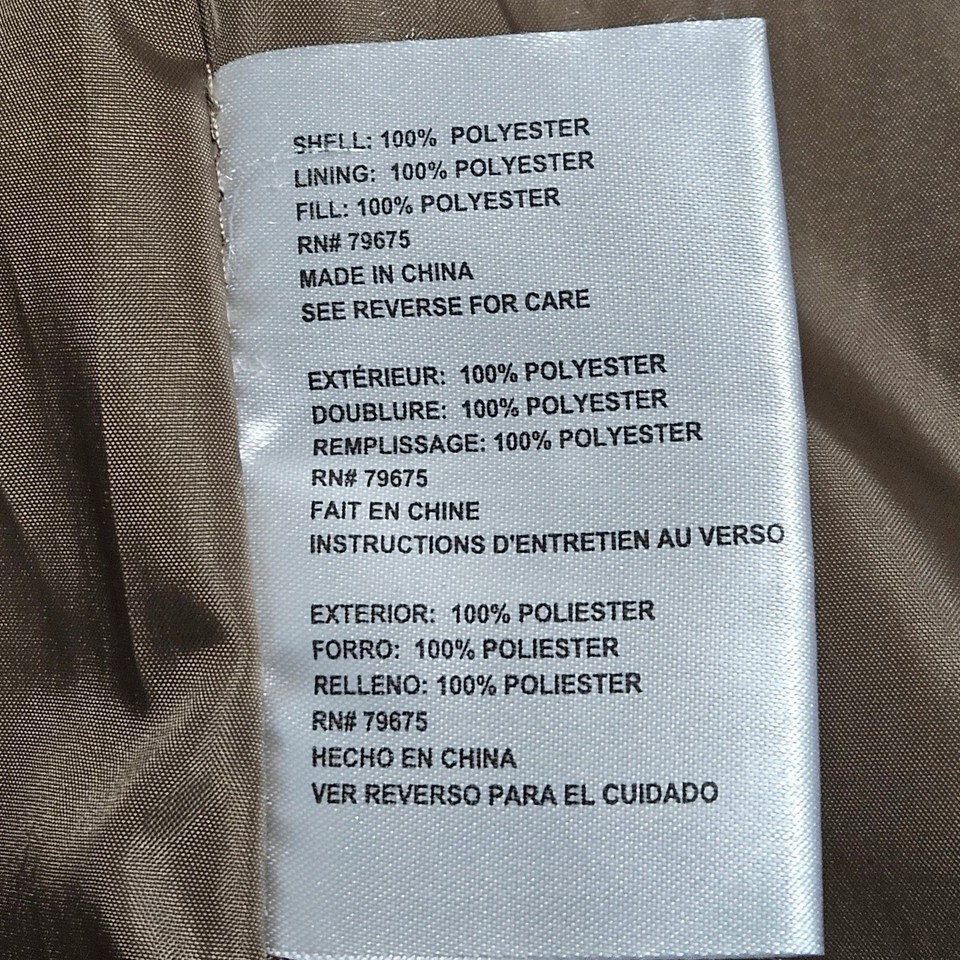 SHELL: 100% POLYESTER
LINING: 100% POLYESTER
FILL: 100% POLYESTER
RN# 79675
MADE IN CHINA
SEE REVERSE FOR CARE
EXTÉRIEUR: 100% POLYESTER
DOUBLURE: 100% POLYESTER
REMPLISSAGE: 100% POLYESTER
RN# 79675
FAIT EN CHINE
INSTRUCTIONS D'ENTRETIEN AU VERSO
EXTERIOR: 100% POLIESTER
FORRO: 100% POLIESTER
RELLENO: 100% POLIESTER
RN# 79675
HECHO EN CHINA
VER REVERSO PARA EL CUIDADO